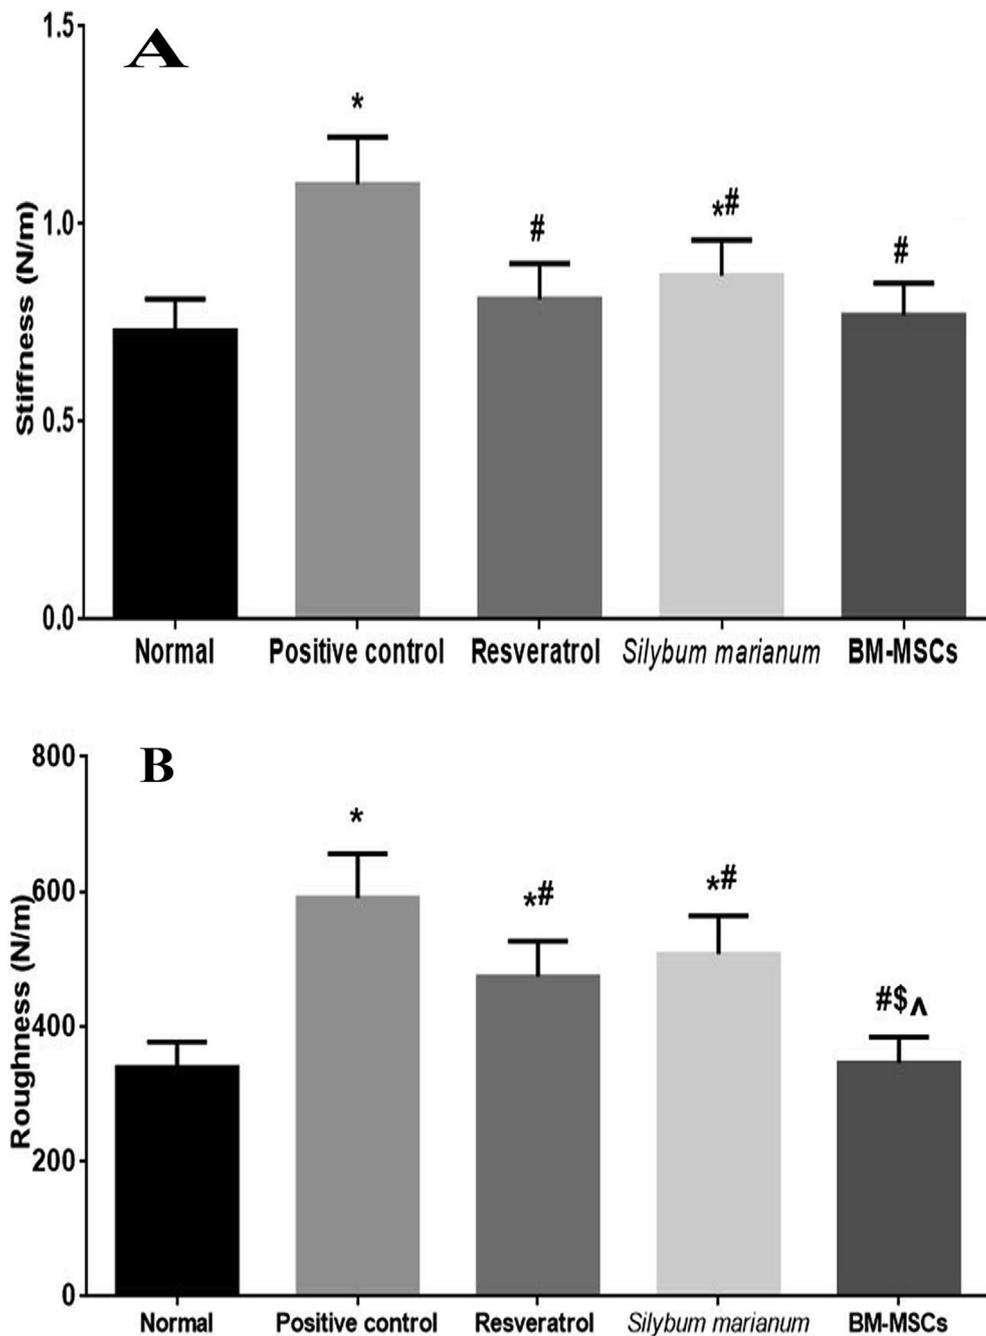 A
1.5
1.0
0.5
0.0
Stiffness (N/m)
*
#
*#
#
Normal Positive control Resveratrol Silybum marianum BM-MSCs
B
800
600
400
200
0
Roughness (N/m)
*
*#
*#
#$^
Normal Positive control Resveratrol Silybum marianum BM-MSCs